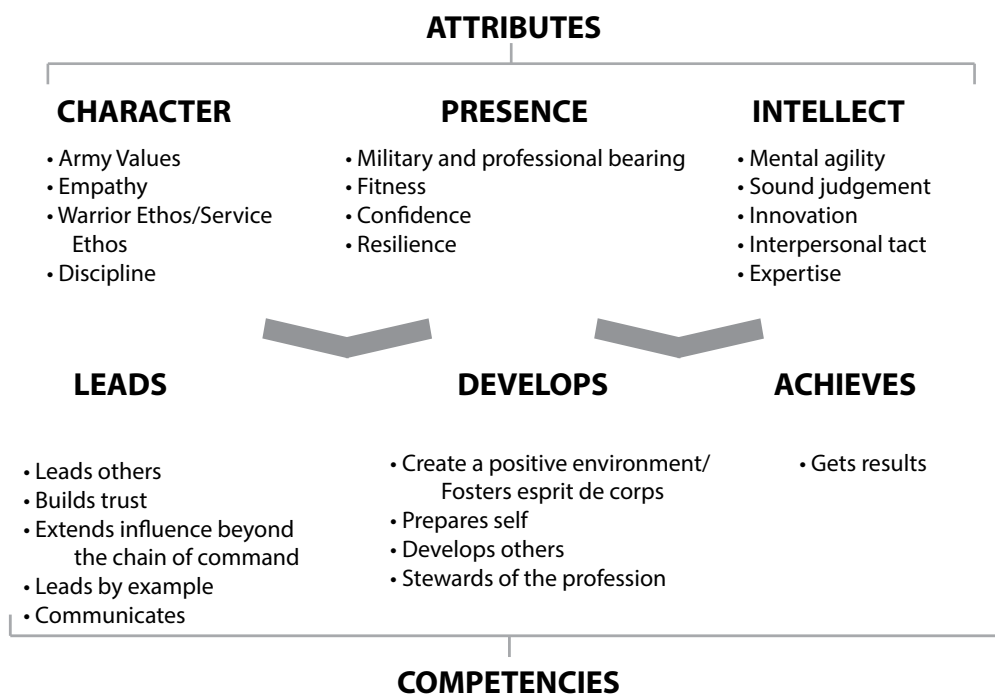 ATTRIBUTES
CHARACTER
• Army Values
• Empathy
• Warrior Ethos/Service
Ethos
• Discipline
PRESENCE
• Military and professional bearing
• Fitness
• Confidence
• Resilience
INTELLECT
• Mental agility
• Sound judgement
• Innovation
• Interpersonal tact
• Expertise
LEADS
• Leads others
• Builds trust
• Extends influence beyond
the chain of command
• Leads by example
• Communicates
DEVELOPS
• Create a positive environment/
Fosters esprit de corps
• Prepares self
• Develops others
• Stewards of the profession
ACHIEVES
• Gets results
COMPETENCIES